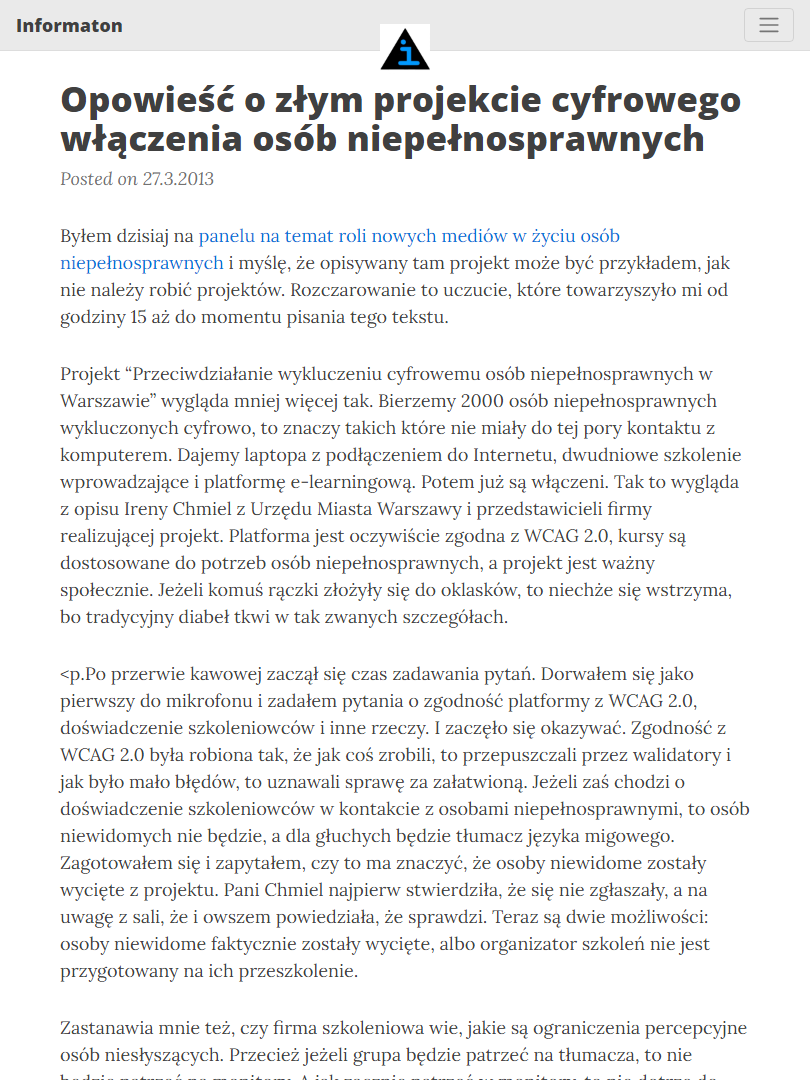 Informaton
i
Opowieść o złym projekcie cyfrowego
włączenia osób niepełnosprawnych
Posted on 27.3.2013
Byłem dzisiaj na panelu na temat roli nowych mediów w życiu osób
niepełnosprawnych i myślę, że opisywany tam projekt może być przykładem, jak
nie należy robić projektów. Rozczarowanie to uczucie, które towarzyszyło mi od
godziny 15 aż do momentu pisania tego tekstu.
Projekt “Przeciwdziałanie wykluczeniu cyfrowemu osób niepełnosprawnych w
Warszawie” wygląda mniej więcej tak. Bierzemy 2000 osób niepełnosprawnych
wykluczonych cyfrowo, to znaczy takich które nie miały do tej pory kontaktu z
komputerem. Dajemy laptopa z podłączeniem do Internetu, dwudniowe szkolenie
wprowadzające i platformę e-learningową. Potem już są włączeni. Tak to wygląda
z opisu Ireny Chmiel z Urzędu Miasta Warszawy i przedstawicieli firmy
realizującej projekt. Platforma jest oczywiście zgodna z WCAG 2.0, kursy są
dostosowane do potrzeb osób niepełnosprawnych, a projekt jest ważny
społecznie. Jeżeli komuś rączki złożyły się do oklasków, to niechże się wstrzyma,
bo tradycyjny diabeł tkwi w tak zwanych szczegółach.
<p.Po przerwie kawowej zaczął się czas zadawania pytań. Dorwałem się jako
pierwszy do mikrofonu i zadałem pytania o zgodność platformy z WCAG 2.0,
doświadczenie szkoleniowców i inne rzeczy. I zaczęło się okazywać. Zgodność z
WCAG 2.0 była robiona tak, że jak coś zrobili, to przepuszczali przez walidatory i
jak było mało błędów, to uznawali sprawę za załatwioną. Jeżeli zaś chodzi o
doświadczenie szkoleniowców w kontakcie z osobami niepełnosprawnymi, to osób
niewidomych nie będzie, a dla głuchych będzie tłumacz języka migowego.
Zagotowałem się i zapytałem, czy to ma znaczyć, że osoby niewidome zostały
wycięte z projektu. Pani Chmiel najpierw stwierdziła, że się nie zgłaszały, a na
uwagę z sali, że i owszem powiedziała, że sprawdzi. Teraz są dwie możliwości:
osoby niewidome faktycznie zostały wycięte, albo organizator szkoleń nie jest
przygotowany na ich przeszkolenie.
Zastanawia mnie też, czy firma szkoleniowa wie, jakie są ograniczenia percepcyjne
osób niesłyszących. Przecież jeżeli grupa będzie patrzeć na tłumacza, to nie